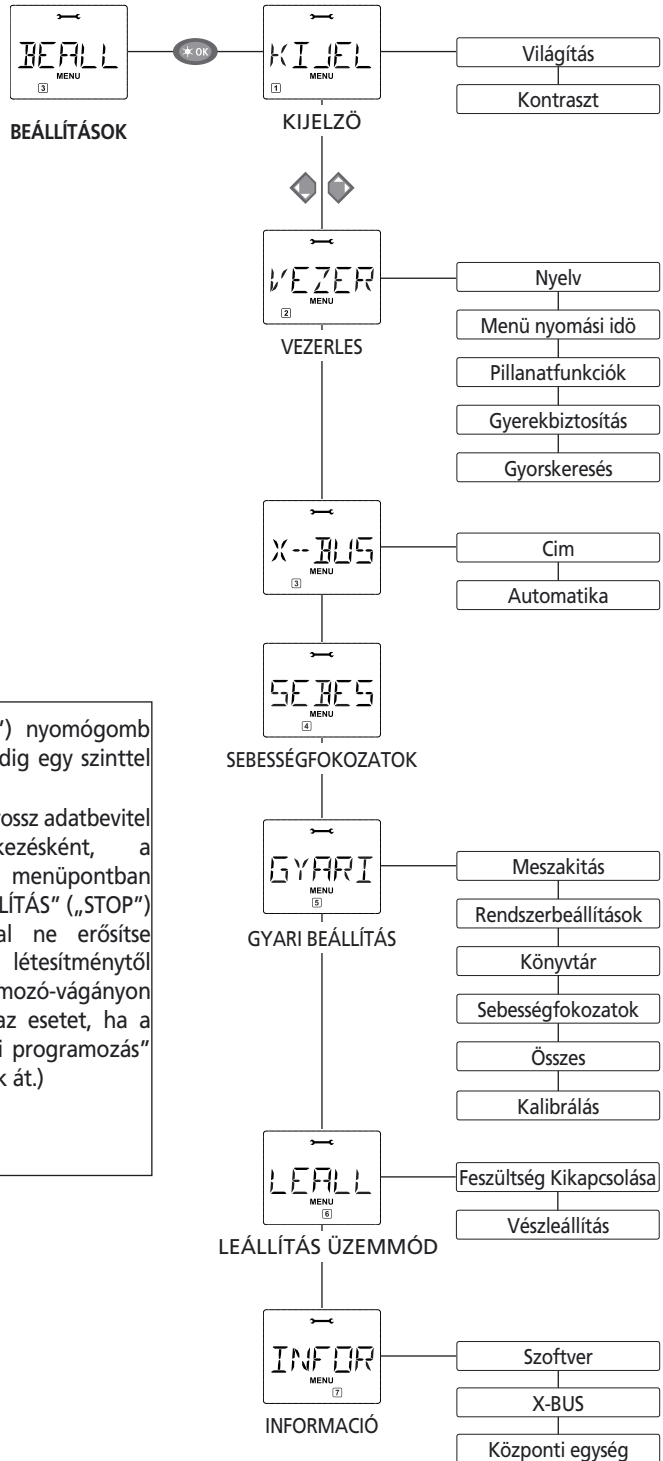 BEALL
MENU
3
BEÁLLÍTÁSOK
✶ OK
KIJEL
MENU
1
KIJELZÖ
Világítás
Kontraszt
VEZER
MENU
2
VEZERLES
Nyelv
Menü nyomási idö
Pillanatfunkciók
Gyerekbiztosítás
Gyorskeresés
X--BUS
MENU
3
Cim
Automatika
SEBES
MENU
4
SEBESSÉGFOKOZATOK
") nyomógomb
dig egy szinttel
ossz adatbevitel
kezésként, a
menüpontban
LÍTÁS" („STOP")
al ne erősítse
létesítménytől
mozó-vágányon
az esetet, ha a
i programozás"
k át.)
GYARI
MENU
5
GYARI BEÁLLÍTÁS
Meszakitás
Rendszerbeállítások
Könyvtár
Sebességfokozatok
Összes
Kalibrálás
LEALL
MENU
6
LEÁLLÍTÁS ÜZEMMÓD
Feszültség Kikapcsolása
Vészleállítás
INFOR
MENU
7
INFORMACIÓ
Szoftver
X-BUS
Központi egység